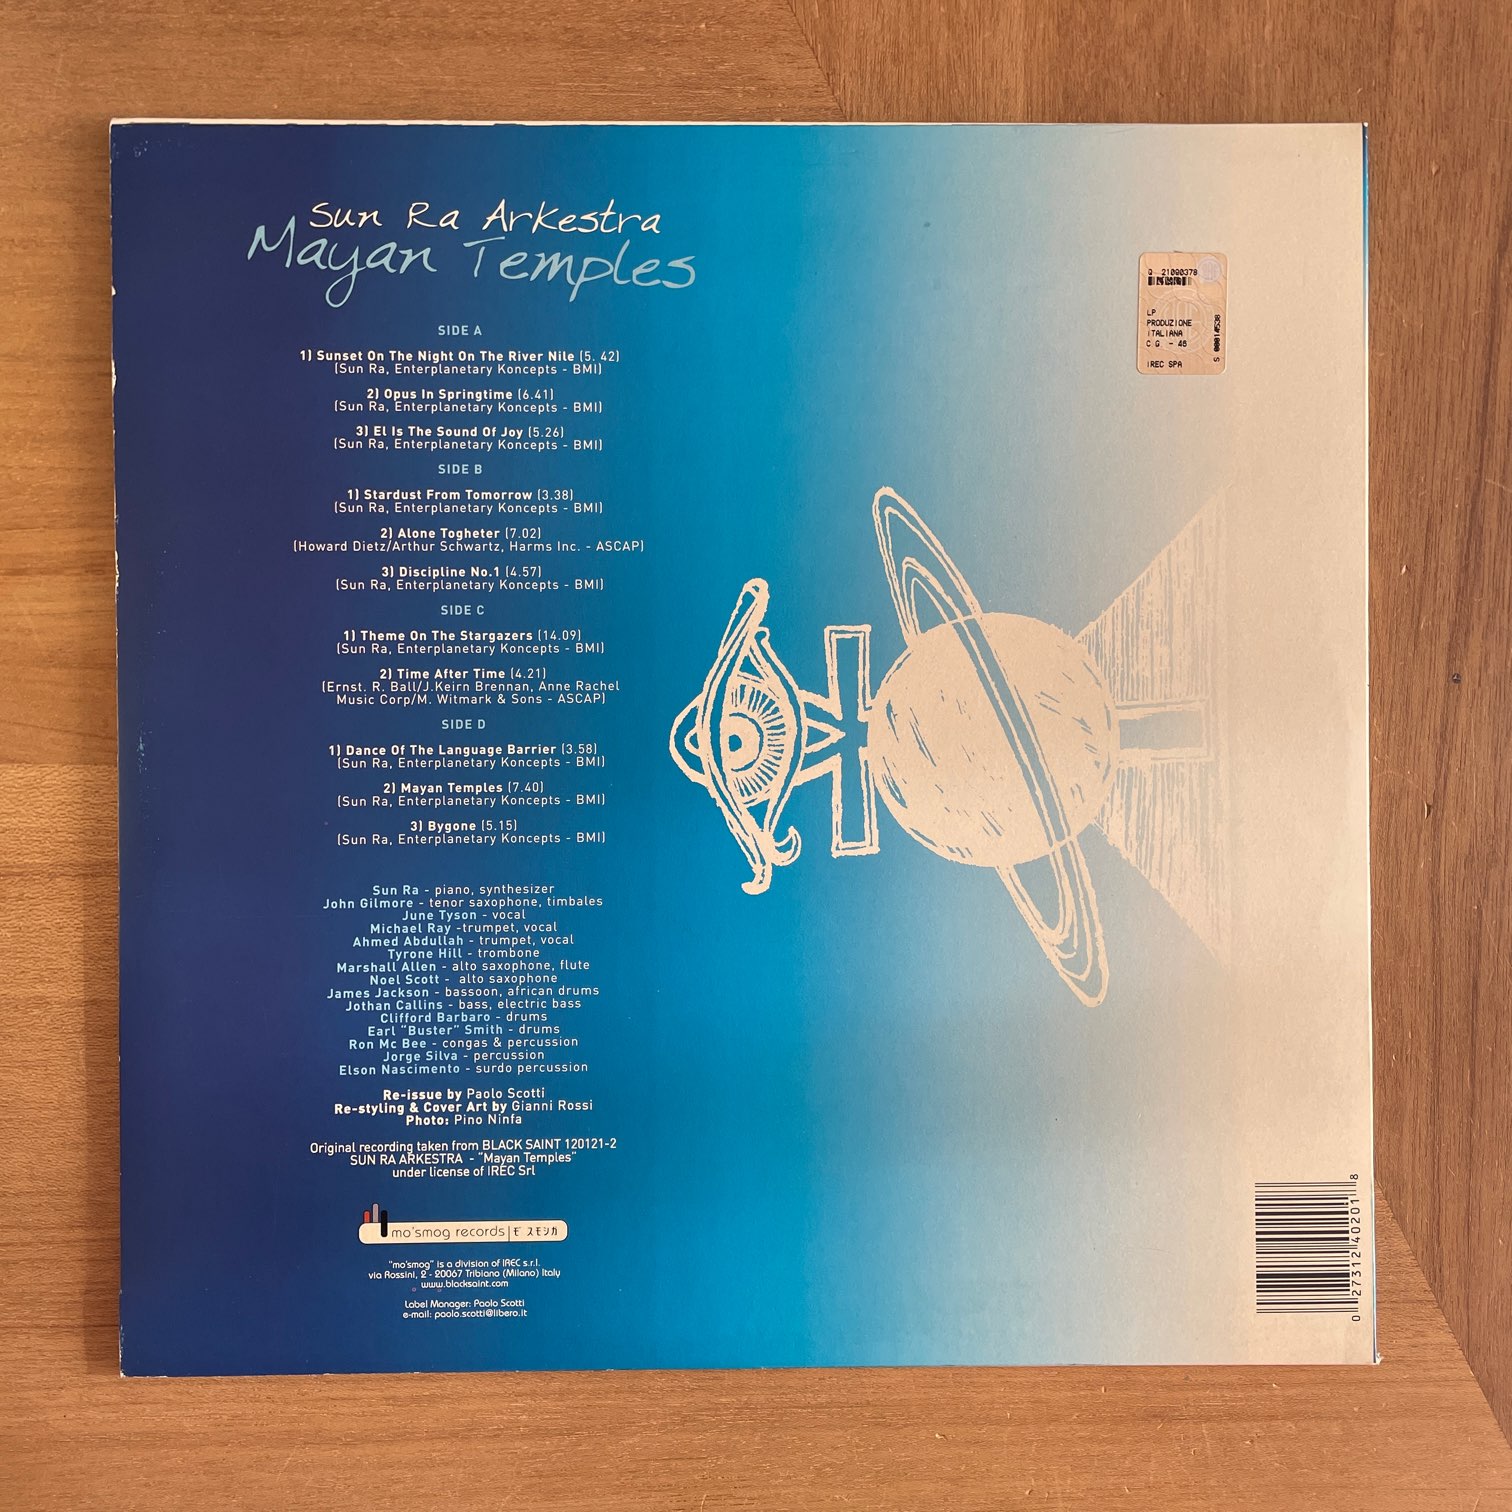 Sun Ra Arkestra
Mayan Temples
SIDE A
1) Sunset On The Night On The River Nile (5. 42)
(Sun Ra, Enterplanetary Koncepts - BMI)
2) Opus In Springtime (6.41)
(Sun Ra, Enterplanetary Koncepts - BMI)
3) El Is The Sound Of Joy (5.26)
(Sun Ra, Enterplanetary Koncepts - BMI)
SIDE B
1) Stardust From Tomorrow (3.38)
(Sun Ra, Enterplanetary Koncepts - BMI)
2) Alone Togheter (7.02)
(Howard Dietz/Arthur Schwartz, Harms Inc. - ASCAP)
3) Discipline No.1 (4.57)
(Sun Ra, Enterplanetary Koncepts - BMI)
SIDE C
1) Theme On The Stargazers (14.09)
(Sun Ra, Enterplanetary Koncepts - BMI)
2) Time After Time (4.21)
(Ernst. R. Ball/J.Keirn Brennan, Anne Rachel
Music Corp/M. Witmark & Sons - ASCAP)
SIDE D
1) Dance Of The Language Barrier (3.58)
(Sun Ra, Enterplanetary Koncepts - BMI)
2) Mayan Temples (7.40)
(Sun Ra, Enterplanetary Koncepts - BMI)
3) Bygone (5.15)
(Sun Ra, Enterplanetary Koncepts - BMI)
Sun Ra - piano, synthesizer
John Gilmore - tenor saxophone, timbales
June Tyson - vocal
Michael Ray -trumpet, vocal
Ahmed Abdullah - trumpet, vocal
Tyrone Hill - trombone
Marshall Allen - alto saxophone, flute
Noel Scott - alto saxophone
James Jackson - bassoon, african drums
Jothan Callins - bass, electric bass
Clifford Barbaro - drums
Earl "Buster" Smith - drums
Ron Mc Bee - congas & percussion
Jorge Silva - percussion
Elson Nascimento - surdo percussion
Re-issue by Paolo Scotti
Re-styling & Cover Art by Gianni Rossi
Photo: Pino Ninfa
Original recording taken from BLACK SAINT 120121-2
SUN RA ARKESTRA - "Mayan Temples"
under license of IREC Srl
mo'smog records | モ スモシカ
"mo'smog" is a division of IREC s.r.l.
via Rossini, 2 - 20067 Tribiano (Milano) Italy
www.blacksaint.com
Label Manager: Paolo Scotti
e-mail: paolo.scotti@libero.it
Q 21090378
LP
PRODUZIONE
ITALIANA
C G - 46
IREC SPA
0 27312 40201 8